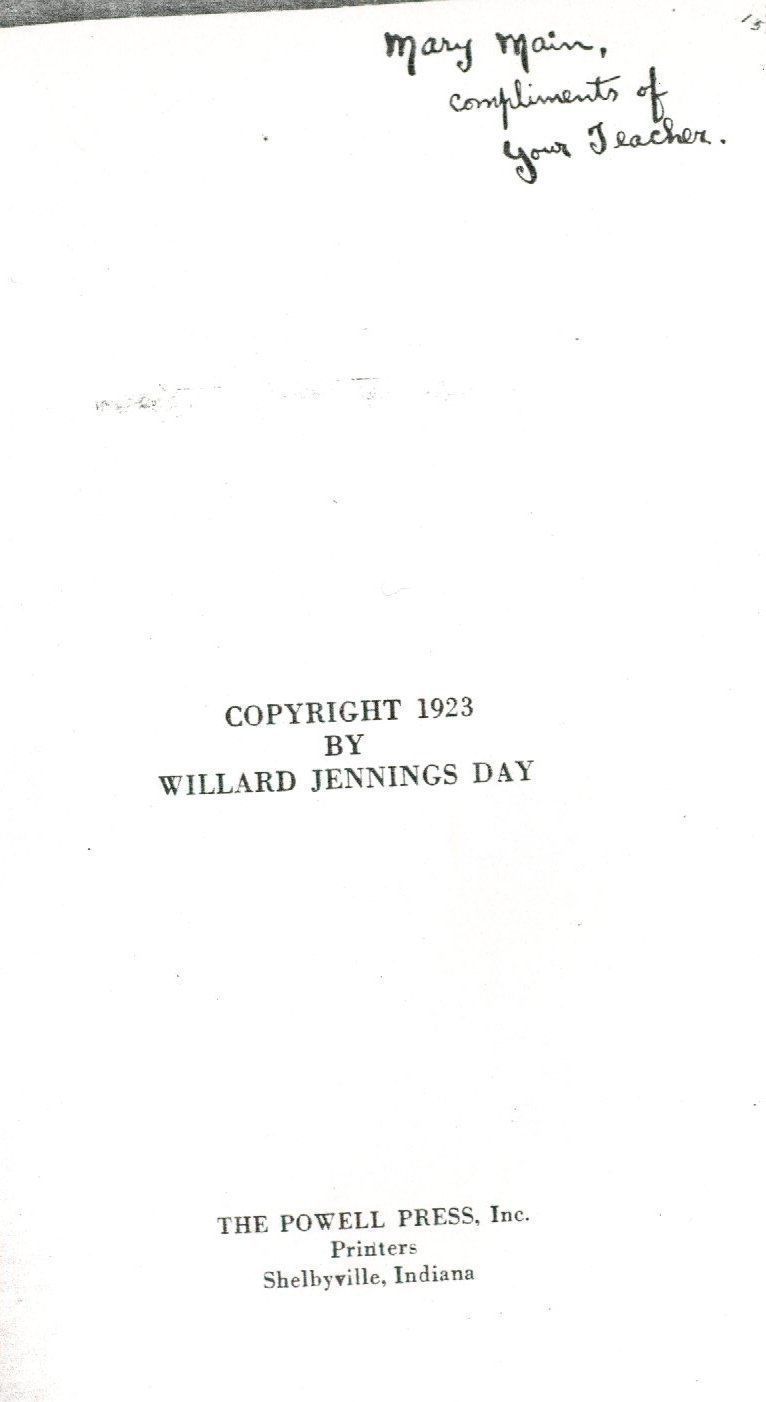 Mary Main,
compliments of
your Teacher.
COPYRIGHT 1923
BY
WILLARD JENNINGS DAY
THE POWELL PRESS, Inc.
Printers
Shelbyville, Indiana